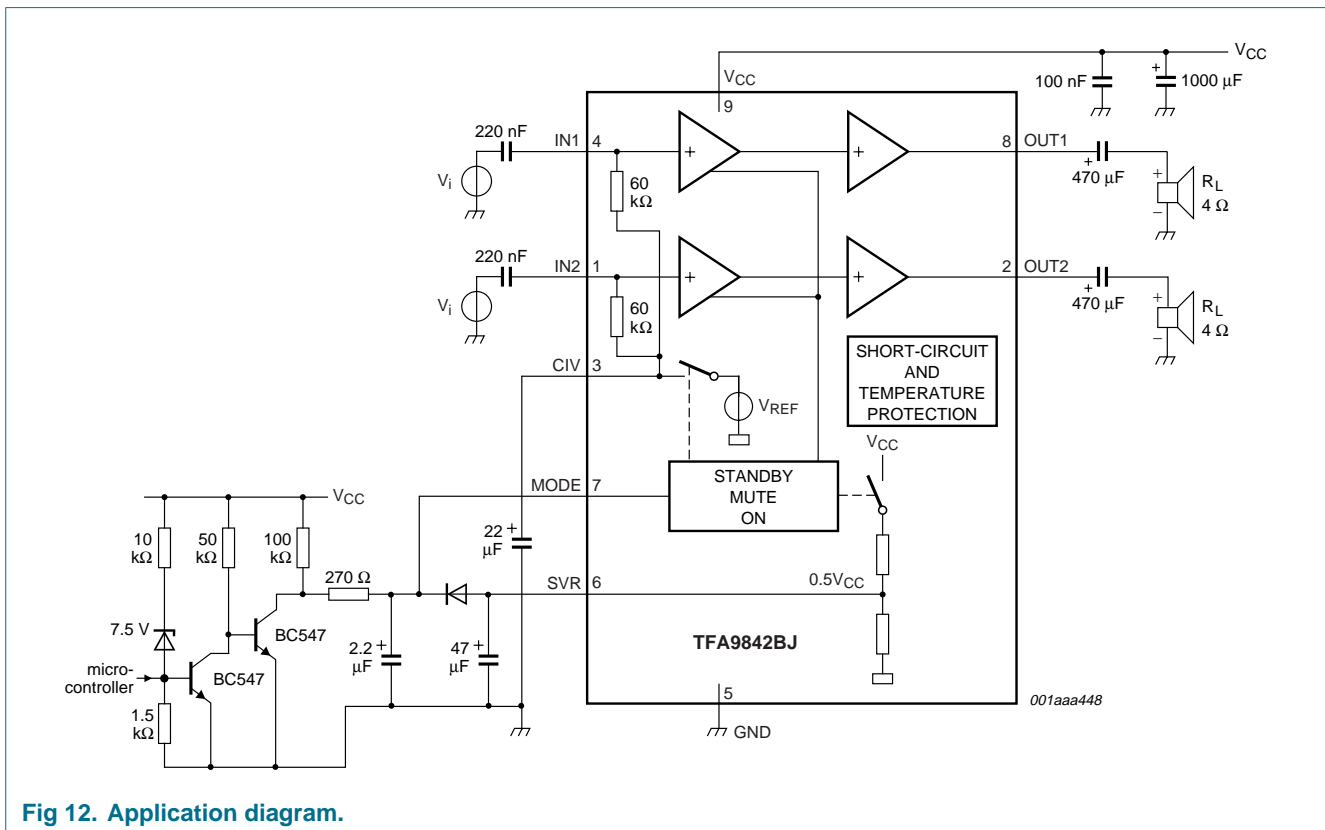 VCC
VCC
9
100 nF
+
1000 μF
220 nF
IN1
4
+
8
OUT1
+
470 μF
+
−
RL
4 Ω
Vi
60
kΩ
220 nF
IN2
1
+
2
OUT2
+
470 μF
+
−
RL
4 Ω
Vi
60
kΩ
SHORT-CIRCUIT
AND
TEMPERATURE
PROTECTION
CIV
3
VREF
VCC
MODE
7
STANDBY
MUTE
ON
VCC
10
kΩ
50
kΩ
100
kΩ
22
μF
+
270 Ω
SVR
6
0.5VCC
7.5 V
BC547
2.2
μF
+
47
μF
+
TFA9842BJ
micro-
controller
BC547
1.5
kΩ
5
GND
001aaa448
Fig 12. Application diagram.